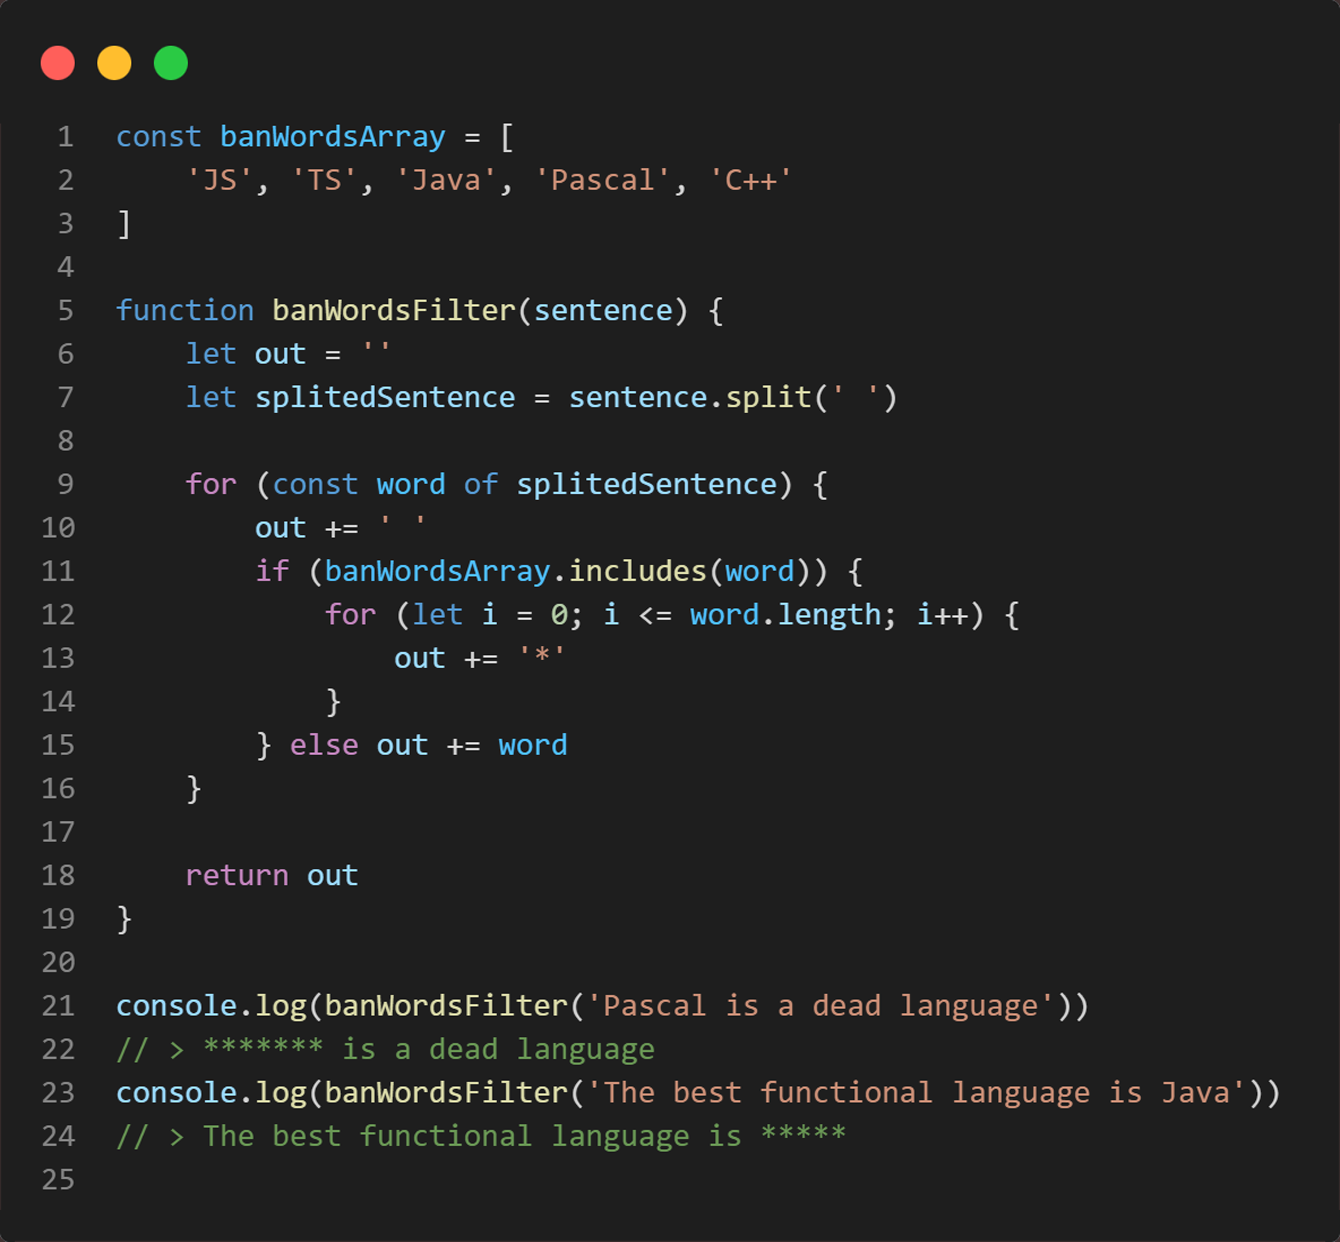 1 const banWordsArray = [
2     'JS', 'TS', 'Java', 'Pascal', 'C++'
3 ]
4
5 function banWordsFilter(sentence) {
6     let out = ''
7     let splitedSentence = sentence.split(' ')
8
9     for (const word of splitedSentence) {
10         out += ' '
11         if (banWordsArray.includes(word)) {
12             for (let i = 0; i <= word.length; i++) {
13                 out += '*'
14             }
15         } else out += word
16     }
17
18     return out
19 }
20
21 console.log(banWordsFilter('Pascal is a dead language'))
22 // > ******* is a dead language
23 console.log(banWordsFilter('The best functional language is Java'))
24 // > The best functional language is *****
25